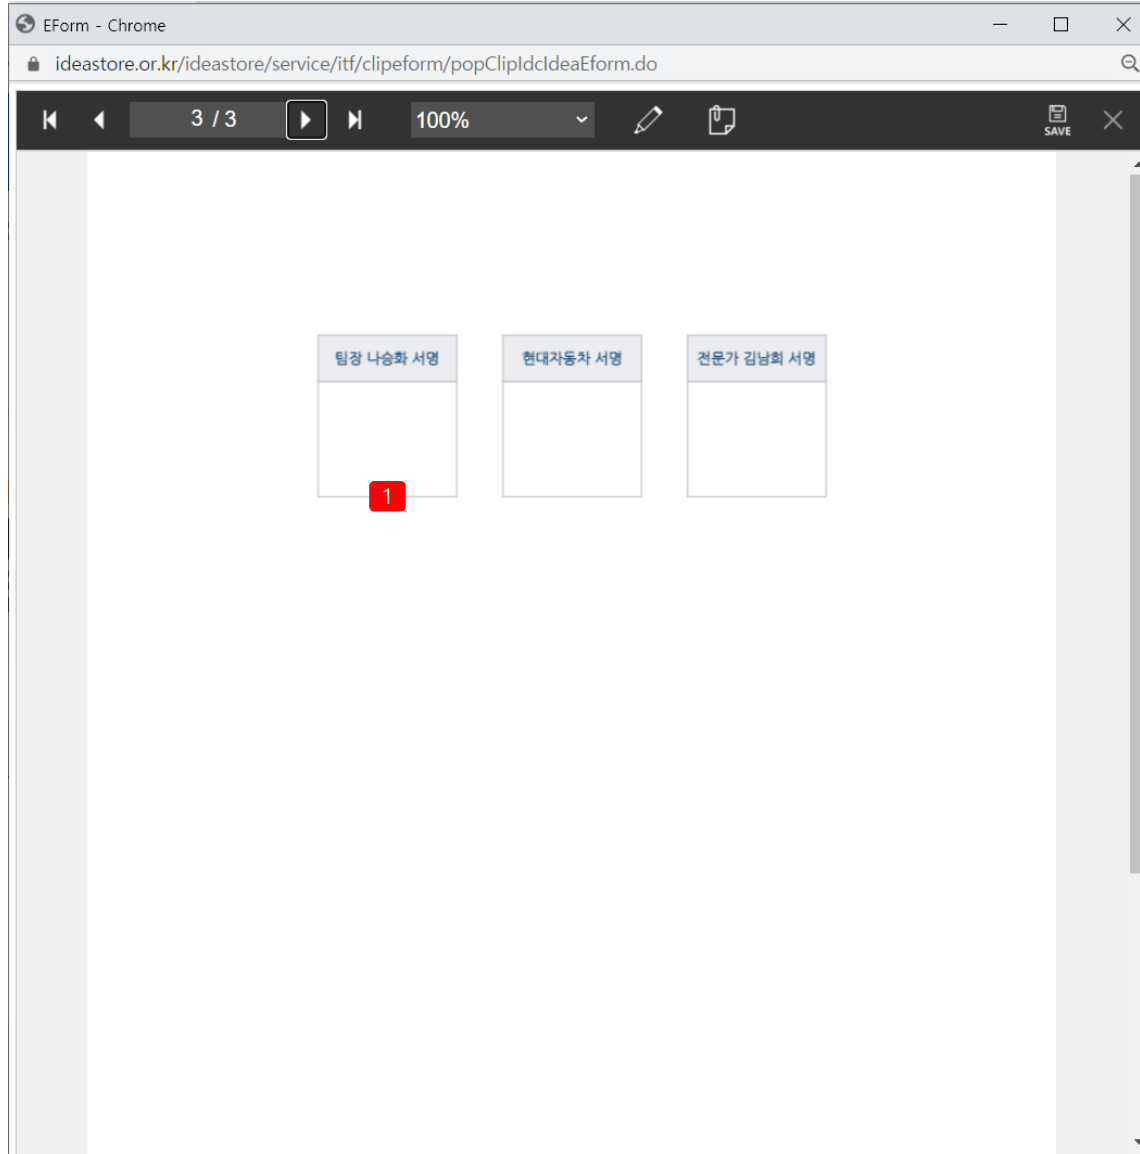 EForm - Chrome
ideastore.or.kr/ideastore/service/itf/clipeform/popClipIdcIdeaEform.do
3 / 3
100%
SAVE
팀장 나승화 서명
현대자동차 서명
전문가 김남희 서명
1